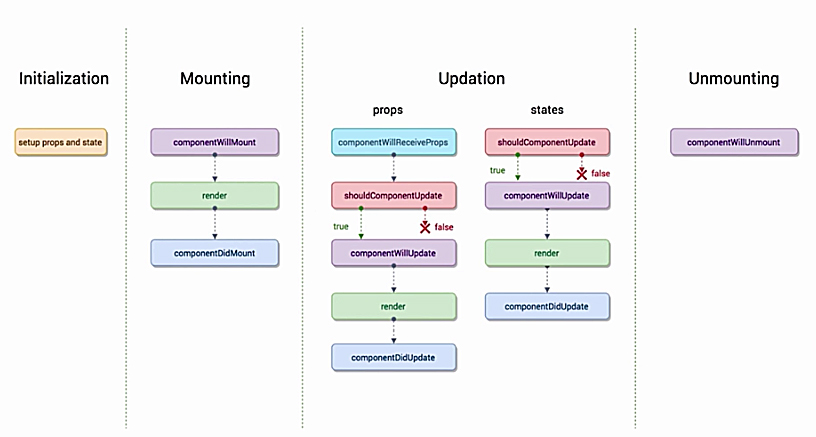 Initialization
setup props and state
Mounting
componentWillMount
render
componentDidMount
Updation
props
componentWillReceiveProps
shouldComponentUpdate
true
false
componentWillUpdate
render
componentDidUpdate
states
shouldComponentUpdate
true
false
componentWillUpdate
render
componentDidUpdate
Unmounting
componentWillUnmount